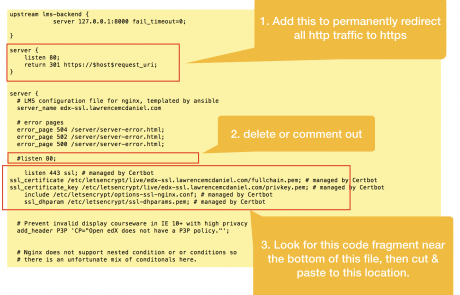 upstream lms-backend {
server 127.0.0.1:8000 fail_timeout=0;
}
server {
listen 80;
return 301 https://$host$request_uri;
}
server {
# LMS configuration file for nginx, templated by ansible
server_name edx-ssl.lawrencemcdaniel.com
# error pages
error_page 504 /server/server-error.html;
error_page 502 /server/server-error.html;
error_page 500 /server/server-error.html;
#listen 80;
listen 443 ssl; # managed by Certbot
ssl_certificate /etc/letsencrypt/live/edx-ssl.lawrencemcdaniel.com/fullchain.pem; # managed by Certbot
ssl_certificate_key /etc/letsencrypt/live/edx-ssl.lawrencemcdaniel.com/privkey.pem; # managed by Certbot
include /etc/letsencrypt/options-ssl-nginx.conf; # managed by Certbot
ssl_dhparam /etc/letsencrypt/ssl-dhparams.pem; # managed by Certbot
# Prevent invalid display courseware in IE 10+ with high privacy
add_header P3P 'CP="Open edX does not have a P3P policy."';
# Nginx does not support nested condition or or conditions so
# there is an unfortunate mix of conditonals here.
1. Add this to permanently redirect
all http traffic to https
2. delete or comment out
3. Look for this code fragment near
the bottom of this file, then cut &
paste to this location.